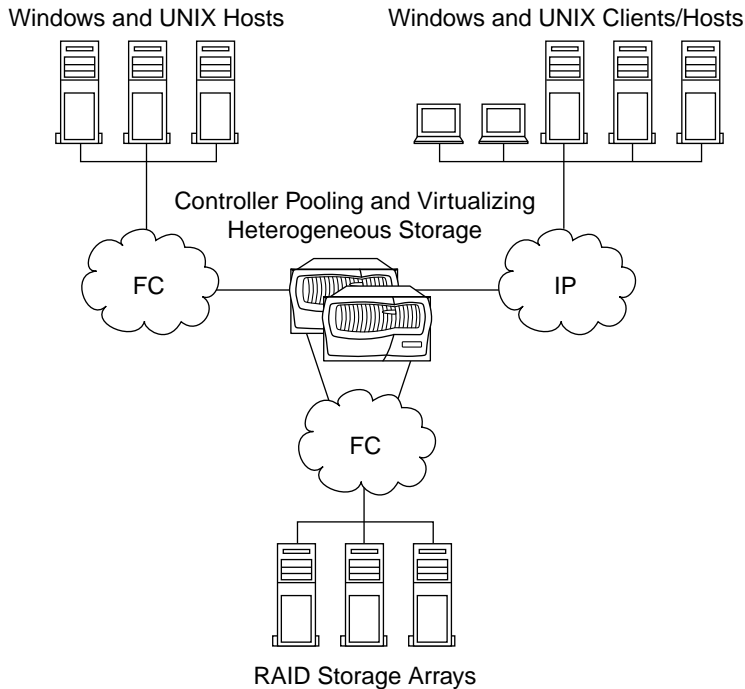 Windows and UNIX Hosts
Windows and UNIX Clients/Hosts
Controller Pooling and Virtualizing
Heterogeneous Storage
FC
IP
FC
RAID Storage Arrays